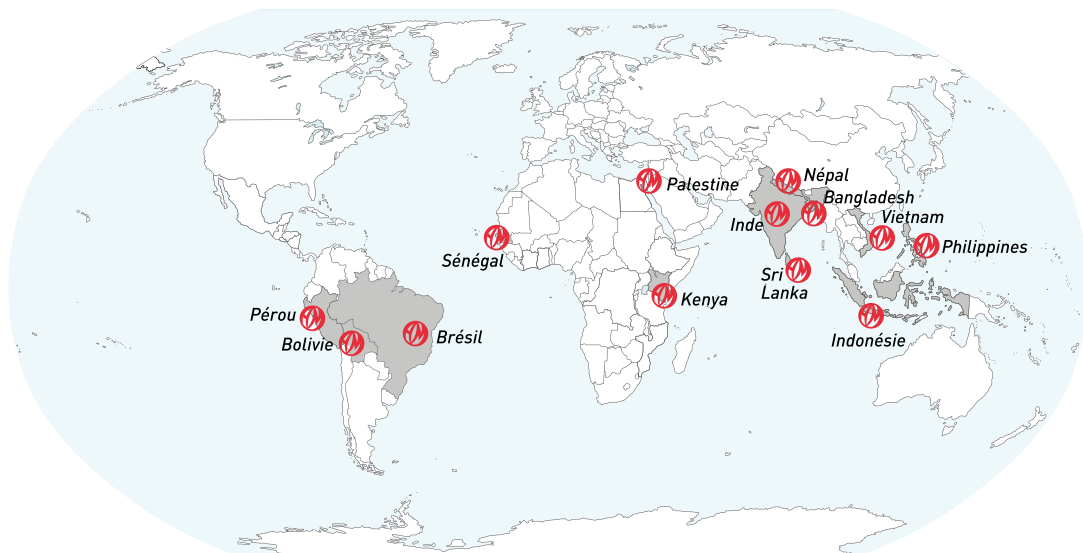 Népal
Palestine
Bangladesh
Inde
Vietnam
Sénégal
Philippines
Sri
Lanka
Kenya
Pérou
Bolivie
Brésil
Indonésie